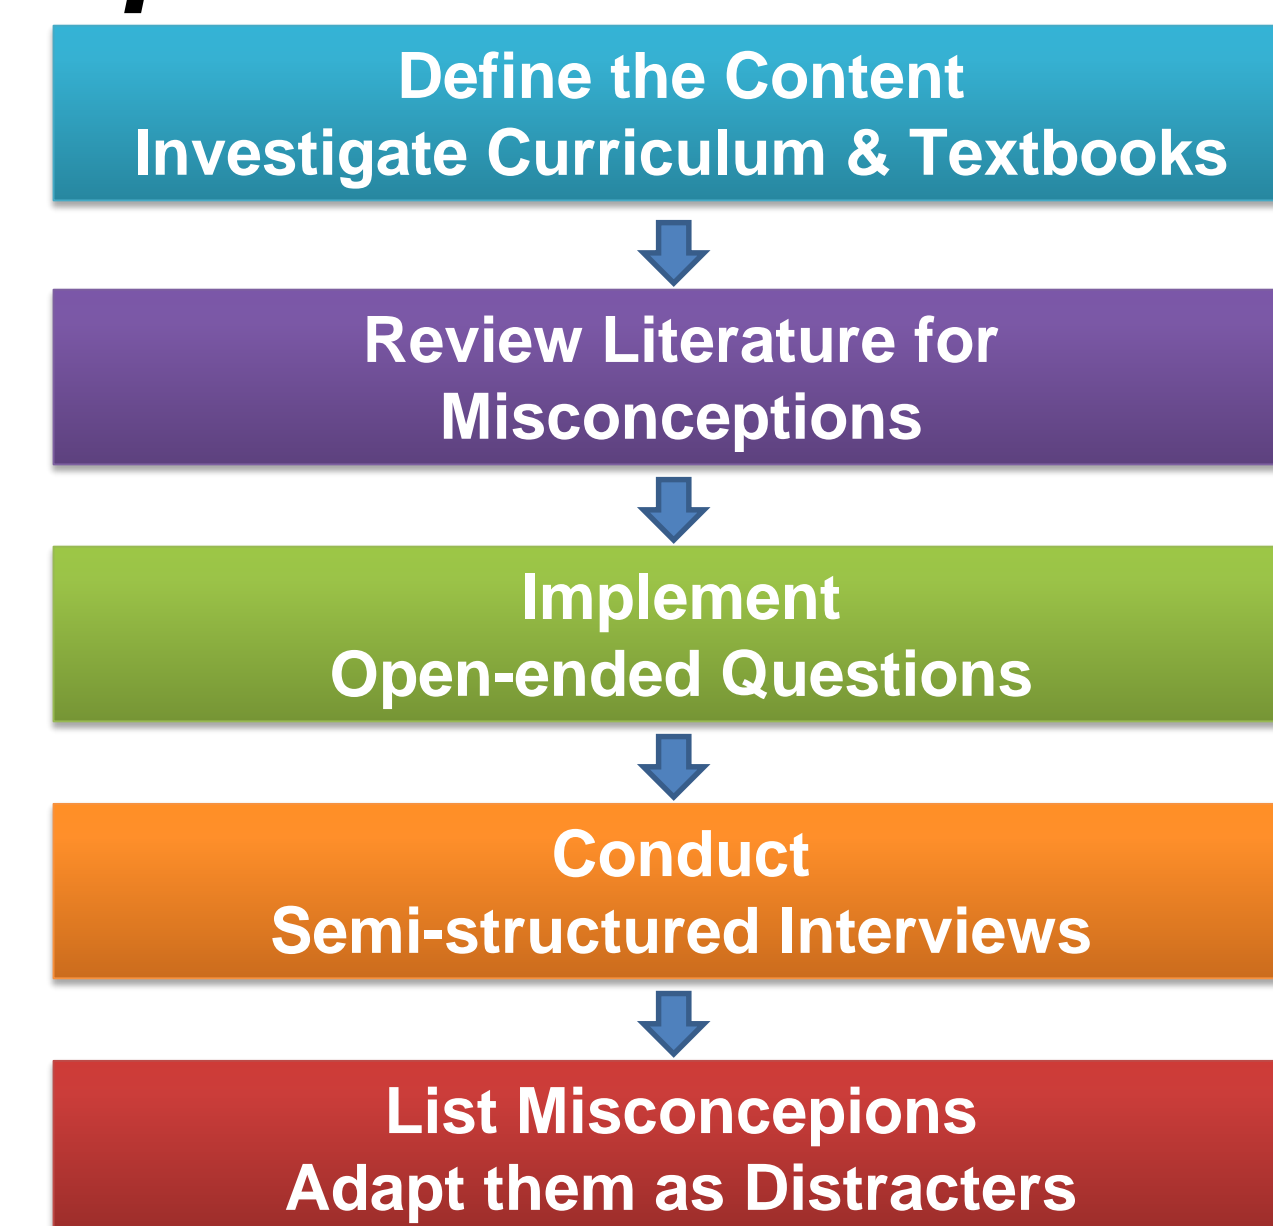 Define the Content
Investigate Curriculum & Textbooks
Review Literature for
Misconceptions
Implement
Open-ended Questions
Conduct
Semi-structured Interviews
List Misconcepions
Adapt them as Distracters